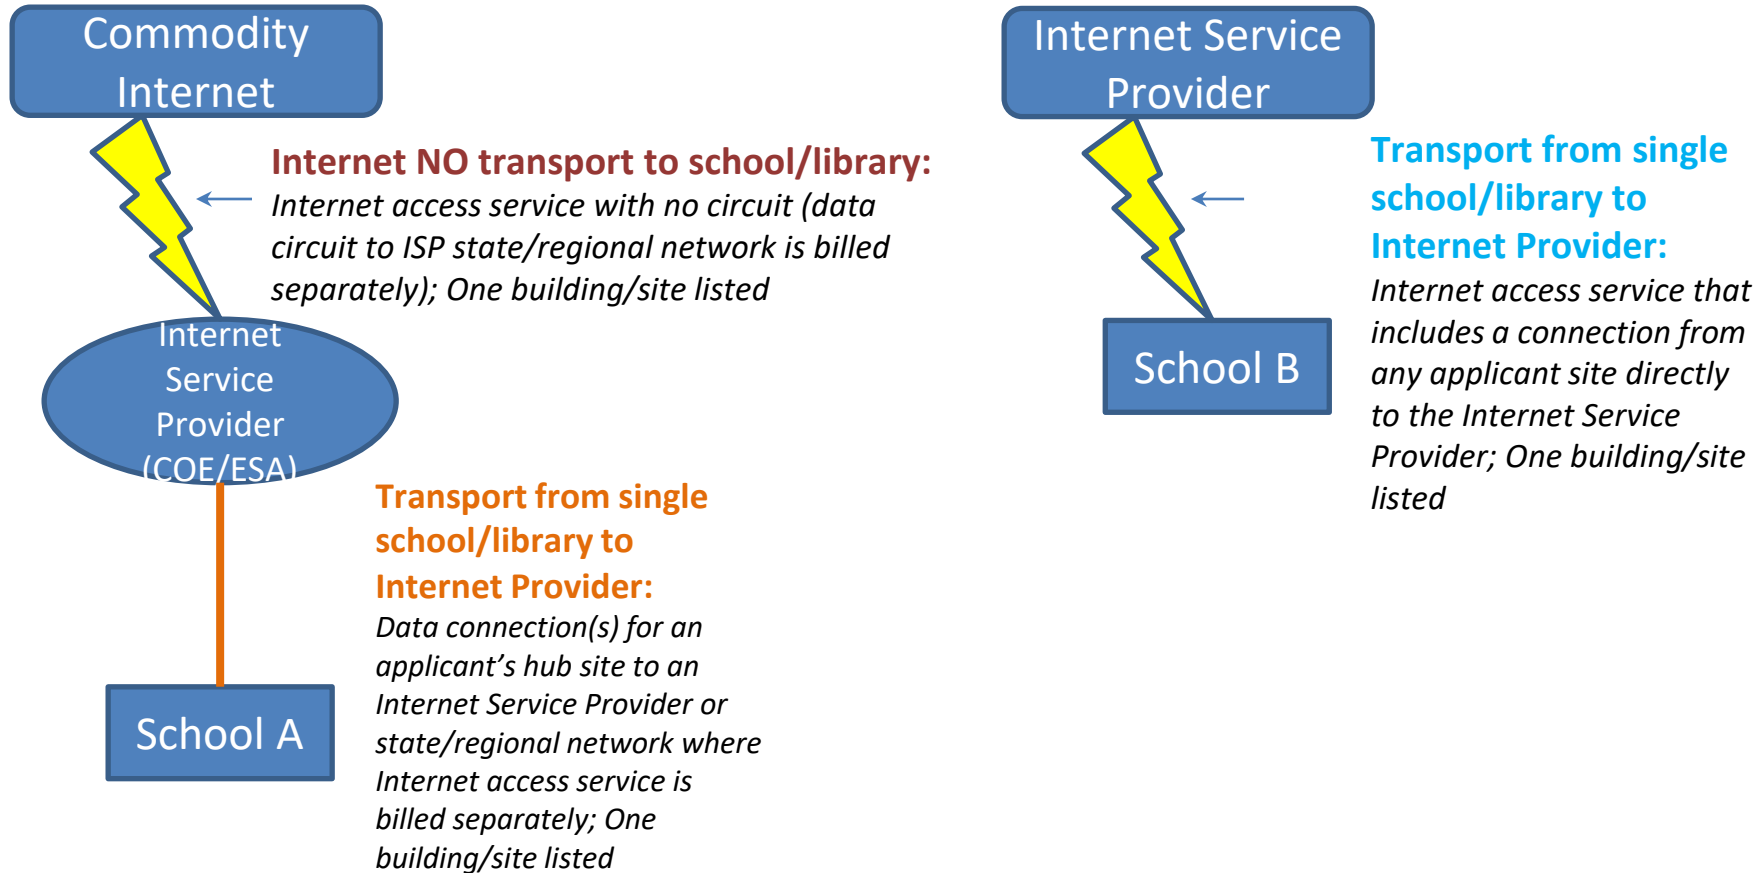 Commodity
Internet
Internet NO transport to school/library:
Internet access service with no circuit (data
circuit to ISP state/regional network is billed
separately); One building/site listed
Internet
Service
Provider
(COE/ESA)
Transport from single
school/library to
Internet Provider:
Data connection(s) for an
applicant’s hub site to an
Internet Service Provider or
state/regional network where
Internet access service is
billed separately; One
building/site listed
School A
Internet Service
Provider
Transport from single
school/library to
Internet Provider:
Internet access service that
includes a connection from
any applicant site directly
to the Internet Service
Provider; One building/site
listed
School B